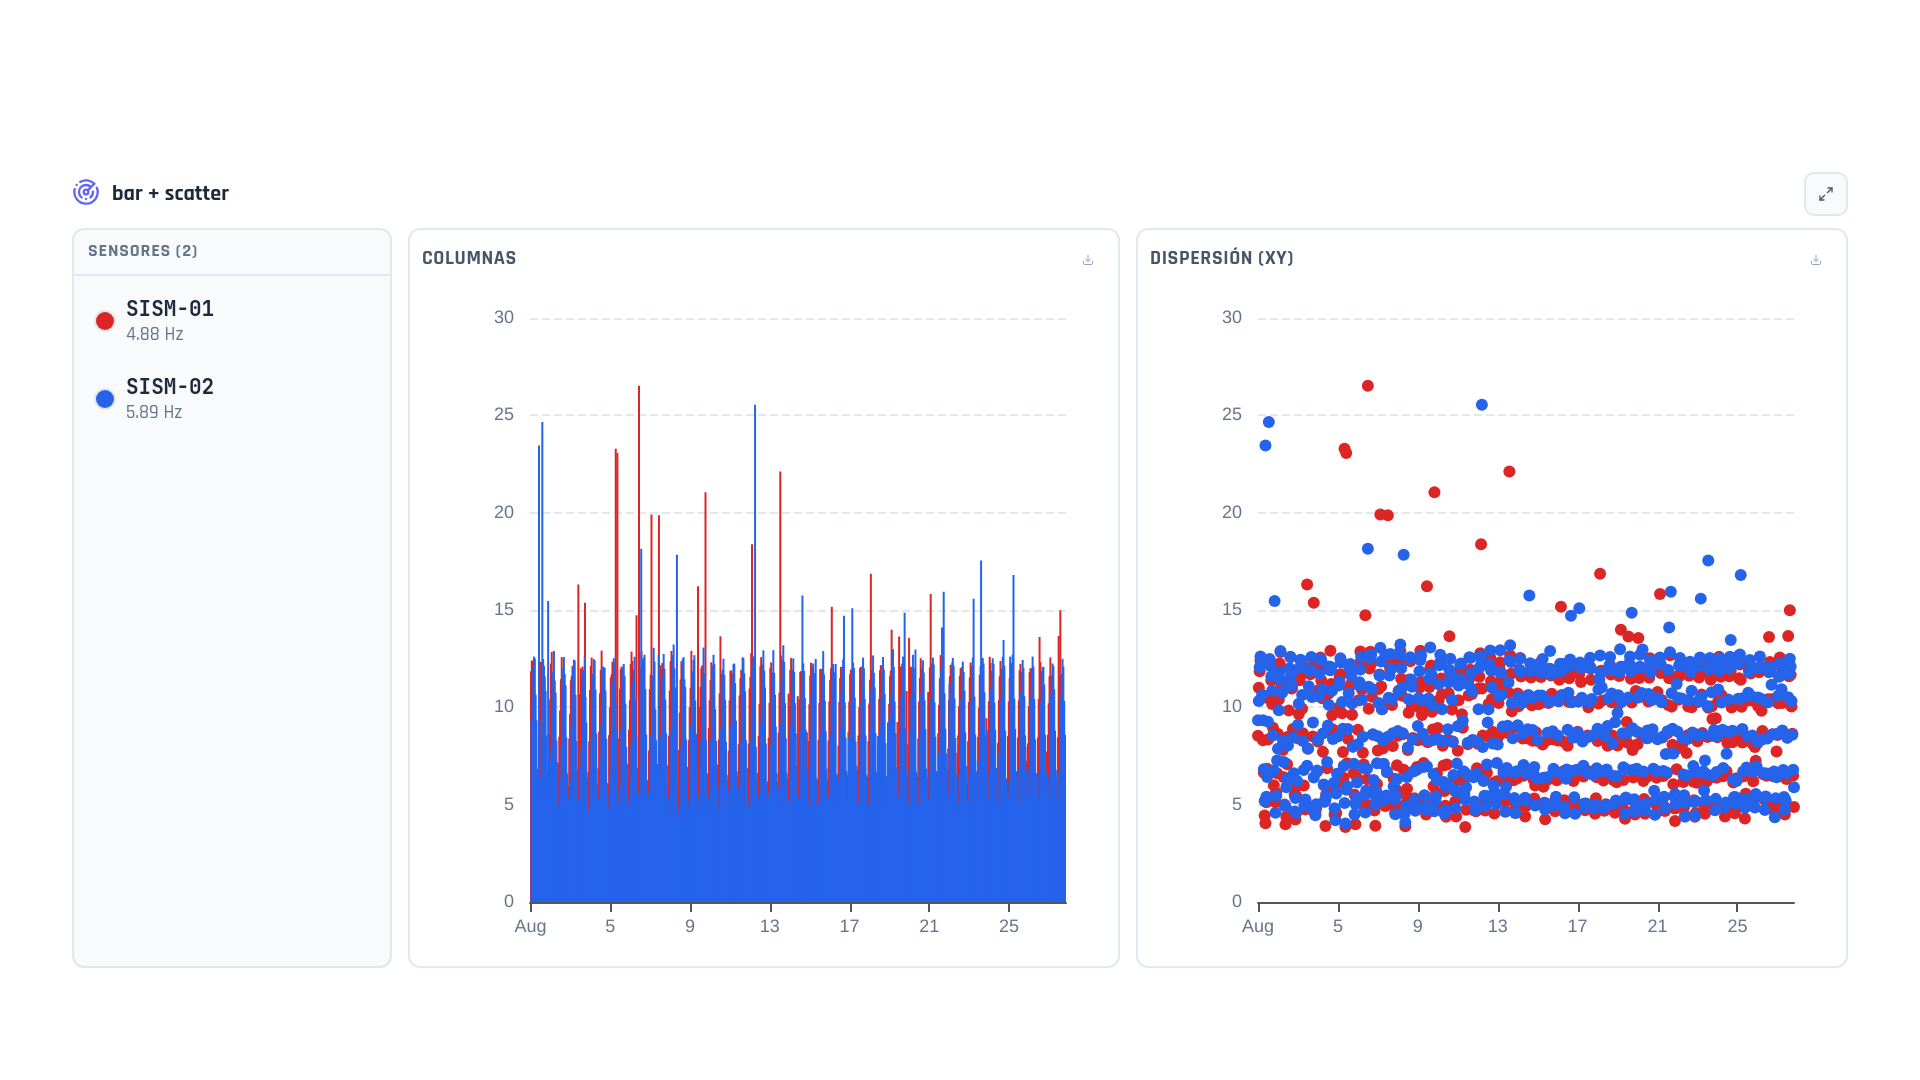 bar + scatter
SENSORES (2)
SISM-01
4.88 Hz
SISM-02
5.89 Hz
COLUMNAS
30
25
20
15
10
5
0
Aug 5 9 13 17 21 25
DISPERSIÓN (XY)
30
25
20
15
10
5
0
Aug 5 9 13 17 21 25